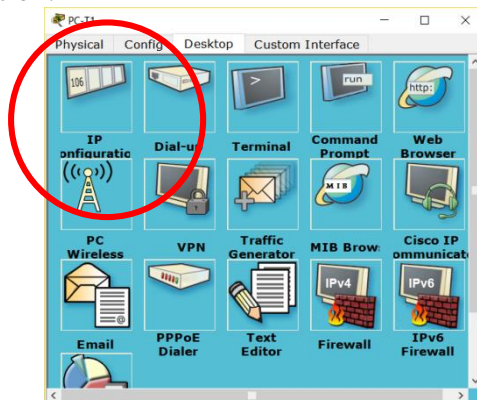 PC-T1
Physical Config Desktop Custom Interface
106
>
run
http:
IP
onfiguratio
Dial-up
Terminal
Command
Prompt
Web
Browser
MIB
PC
Wireless
VPN
Traffic
Generator
MIB Brow
Cisco IP
ommunicat
@
IPv4
IPv6
Email
PPPoE
Dialer
Text
Editor
Firewall
IPv6
Firewall